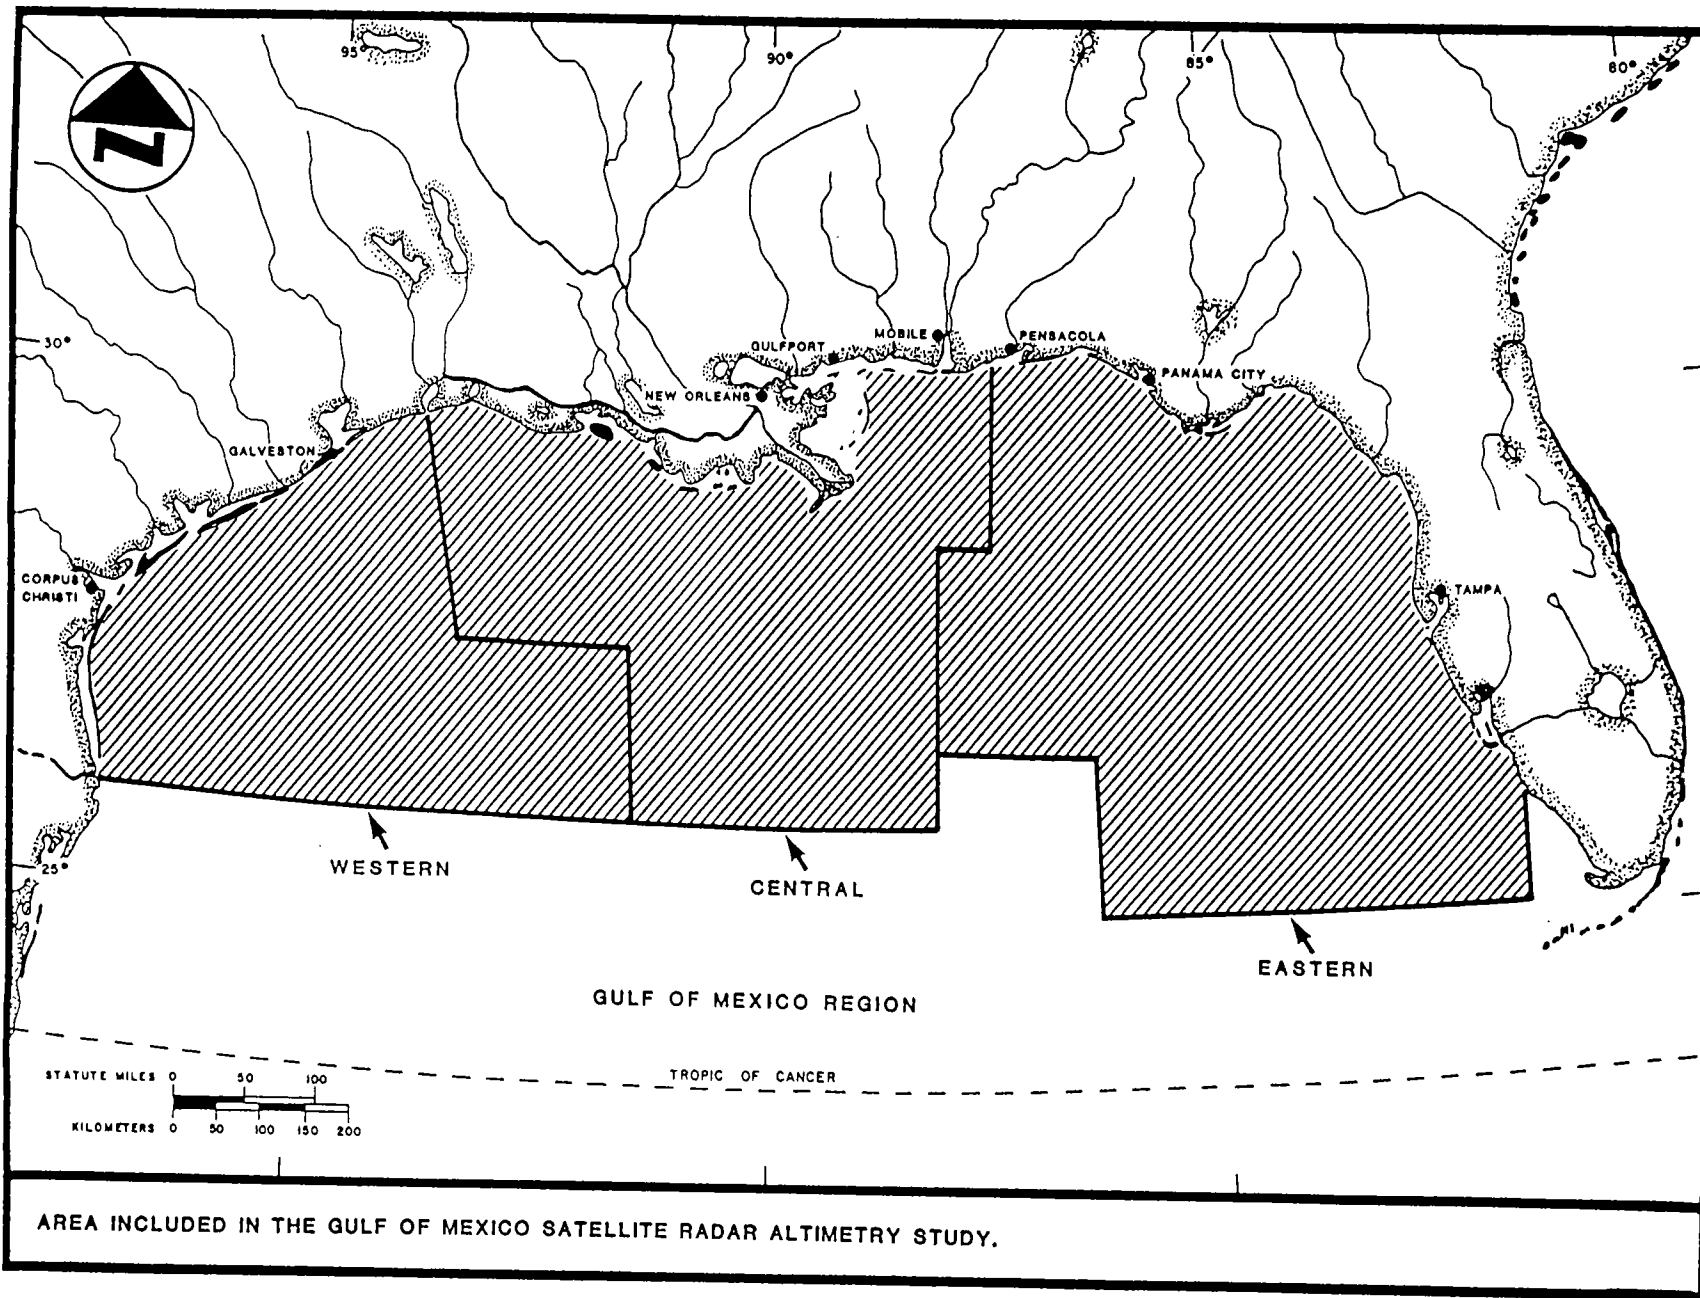 95°
90°
85°
80°
N
30°
GULFPORT
MOBILE
PENSACOLA
PANAMA CITY
NEW ORLEANS
GALVESTON
CORPUS
CHRISTI
TAMPA
25°
WESTERN
CENTRAL
EASTERN
GULF OF MEXICO REGION
TROPIC OF CANCER
STATUTE MILES 0 50 100
KILOMETERS 0 50 100 150 200
AREA INCLUDED IN THE GULF OF MEXICO SATELLITE RADAR ALTIMETRY STUDY.